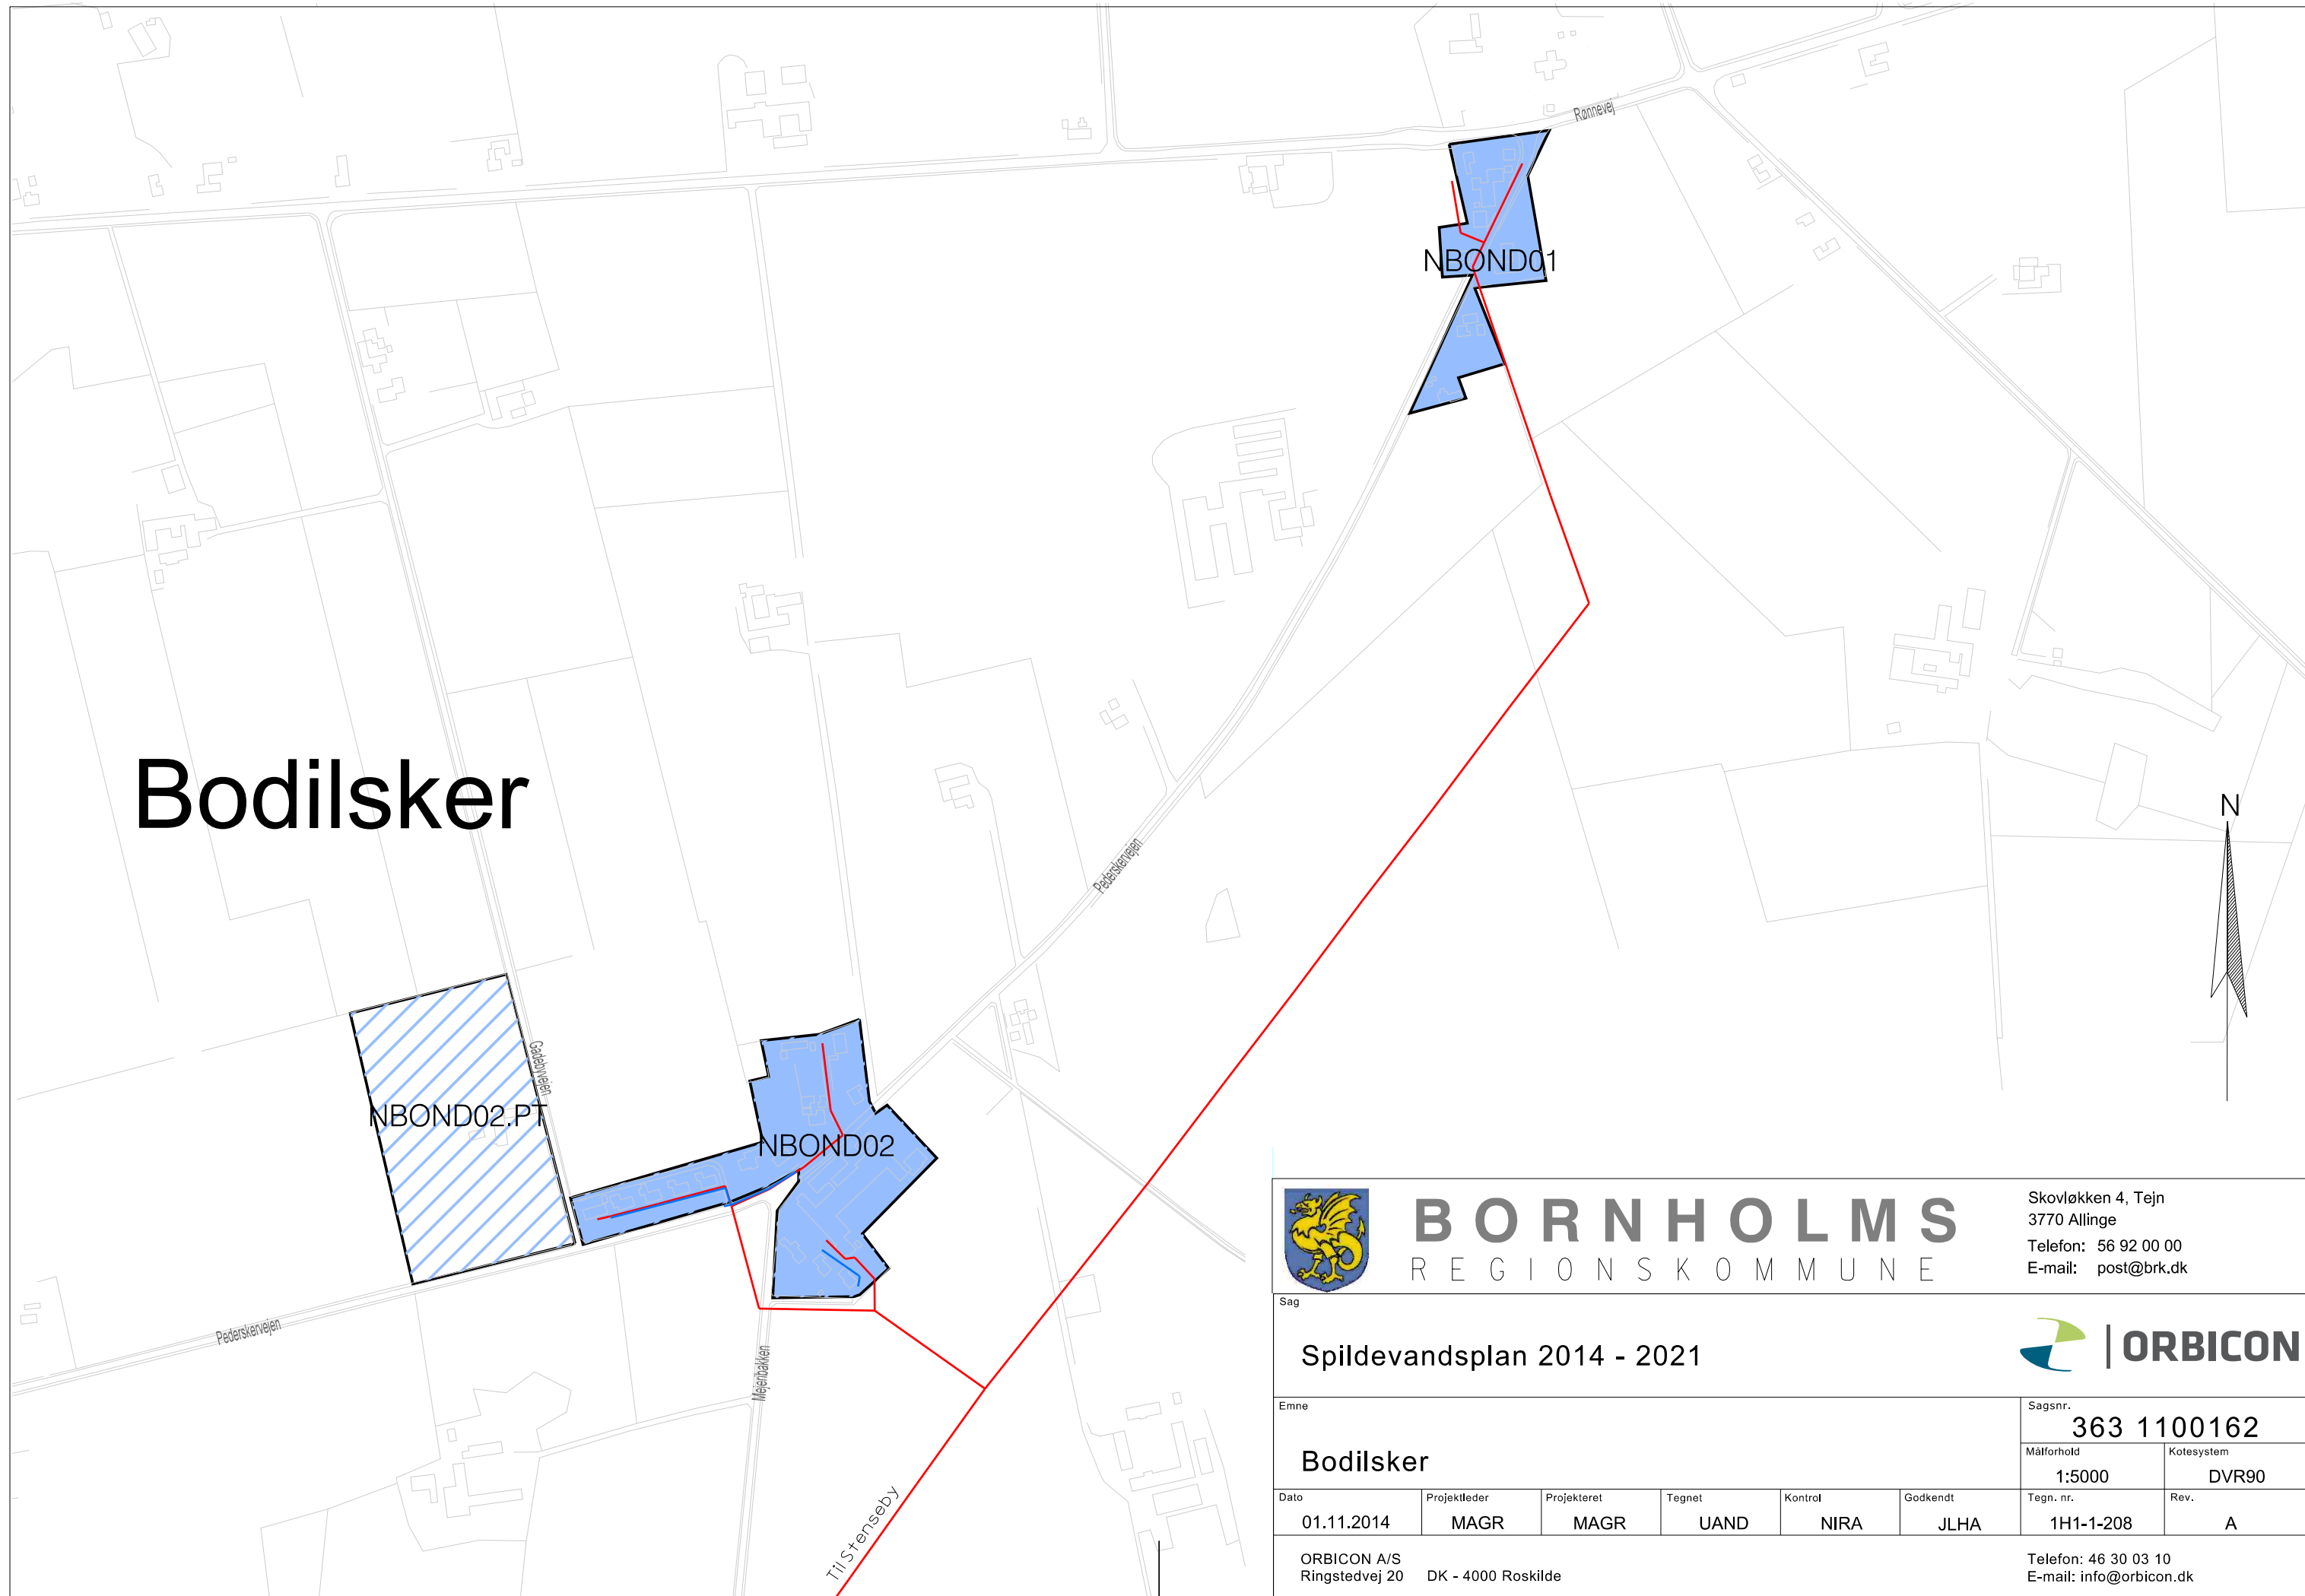 Rønnevej
NBOND01
Bodilsker
N
Pederskervejen
Gadebyvejen
NBOND02.PT
NBOND02
Pederskervejen
Mejeribakken
Til Stenseby
BORNHOLMS
REGIONSKOMMUNE
Skovløkken 4, Tejn
3770 Allinge
Telefon: 56 92 00 00
E-mail: post@brk.dk
Sag
Spildevandsplan 2014 - 2021
ORBICON
Emne
Bodilsker
Sagsnr.
363 1100162
Målforhold Kotesystem
1:5000 DVR90
Dato Projektleder Projekteret Tegnet Kontrol Godkendt Tegn. nr. Rev.
01.11.2014 MAGR MAGR UAND NIRA JLHA 1H1-1-208 A
ORBICON A/S
Ringstedvej 20 DK - 4000 Roskilde
Telefon: 46 30 03 10
E-mail: info@orbicon.dk